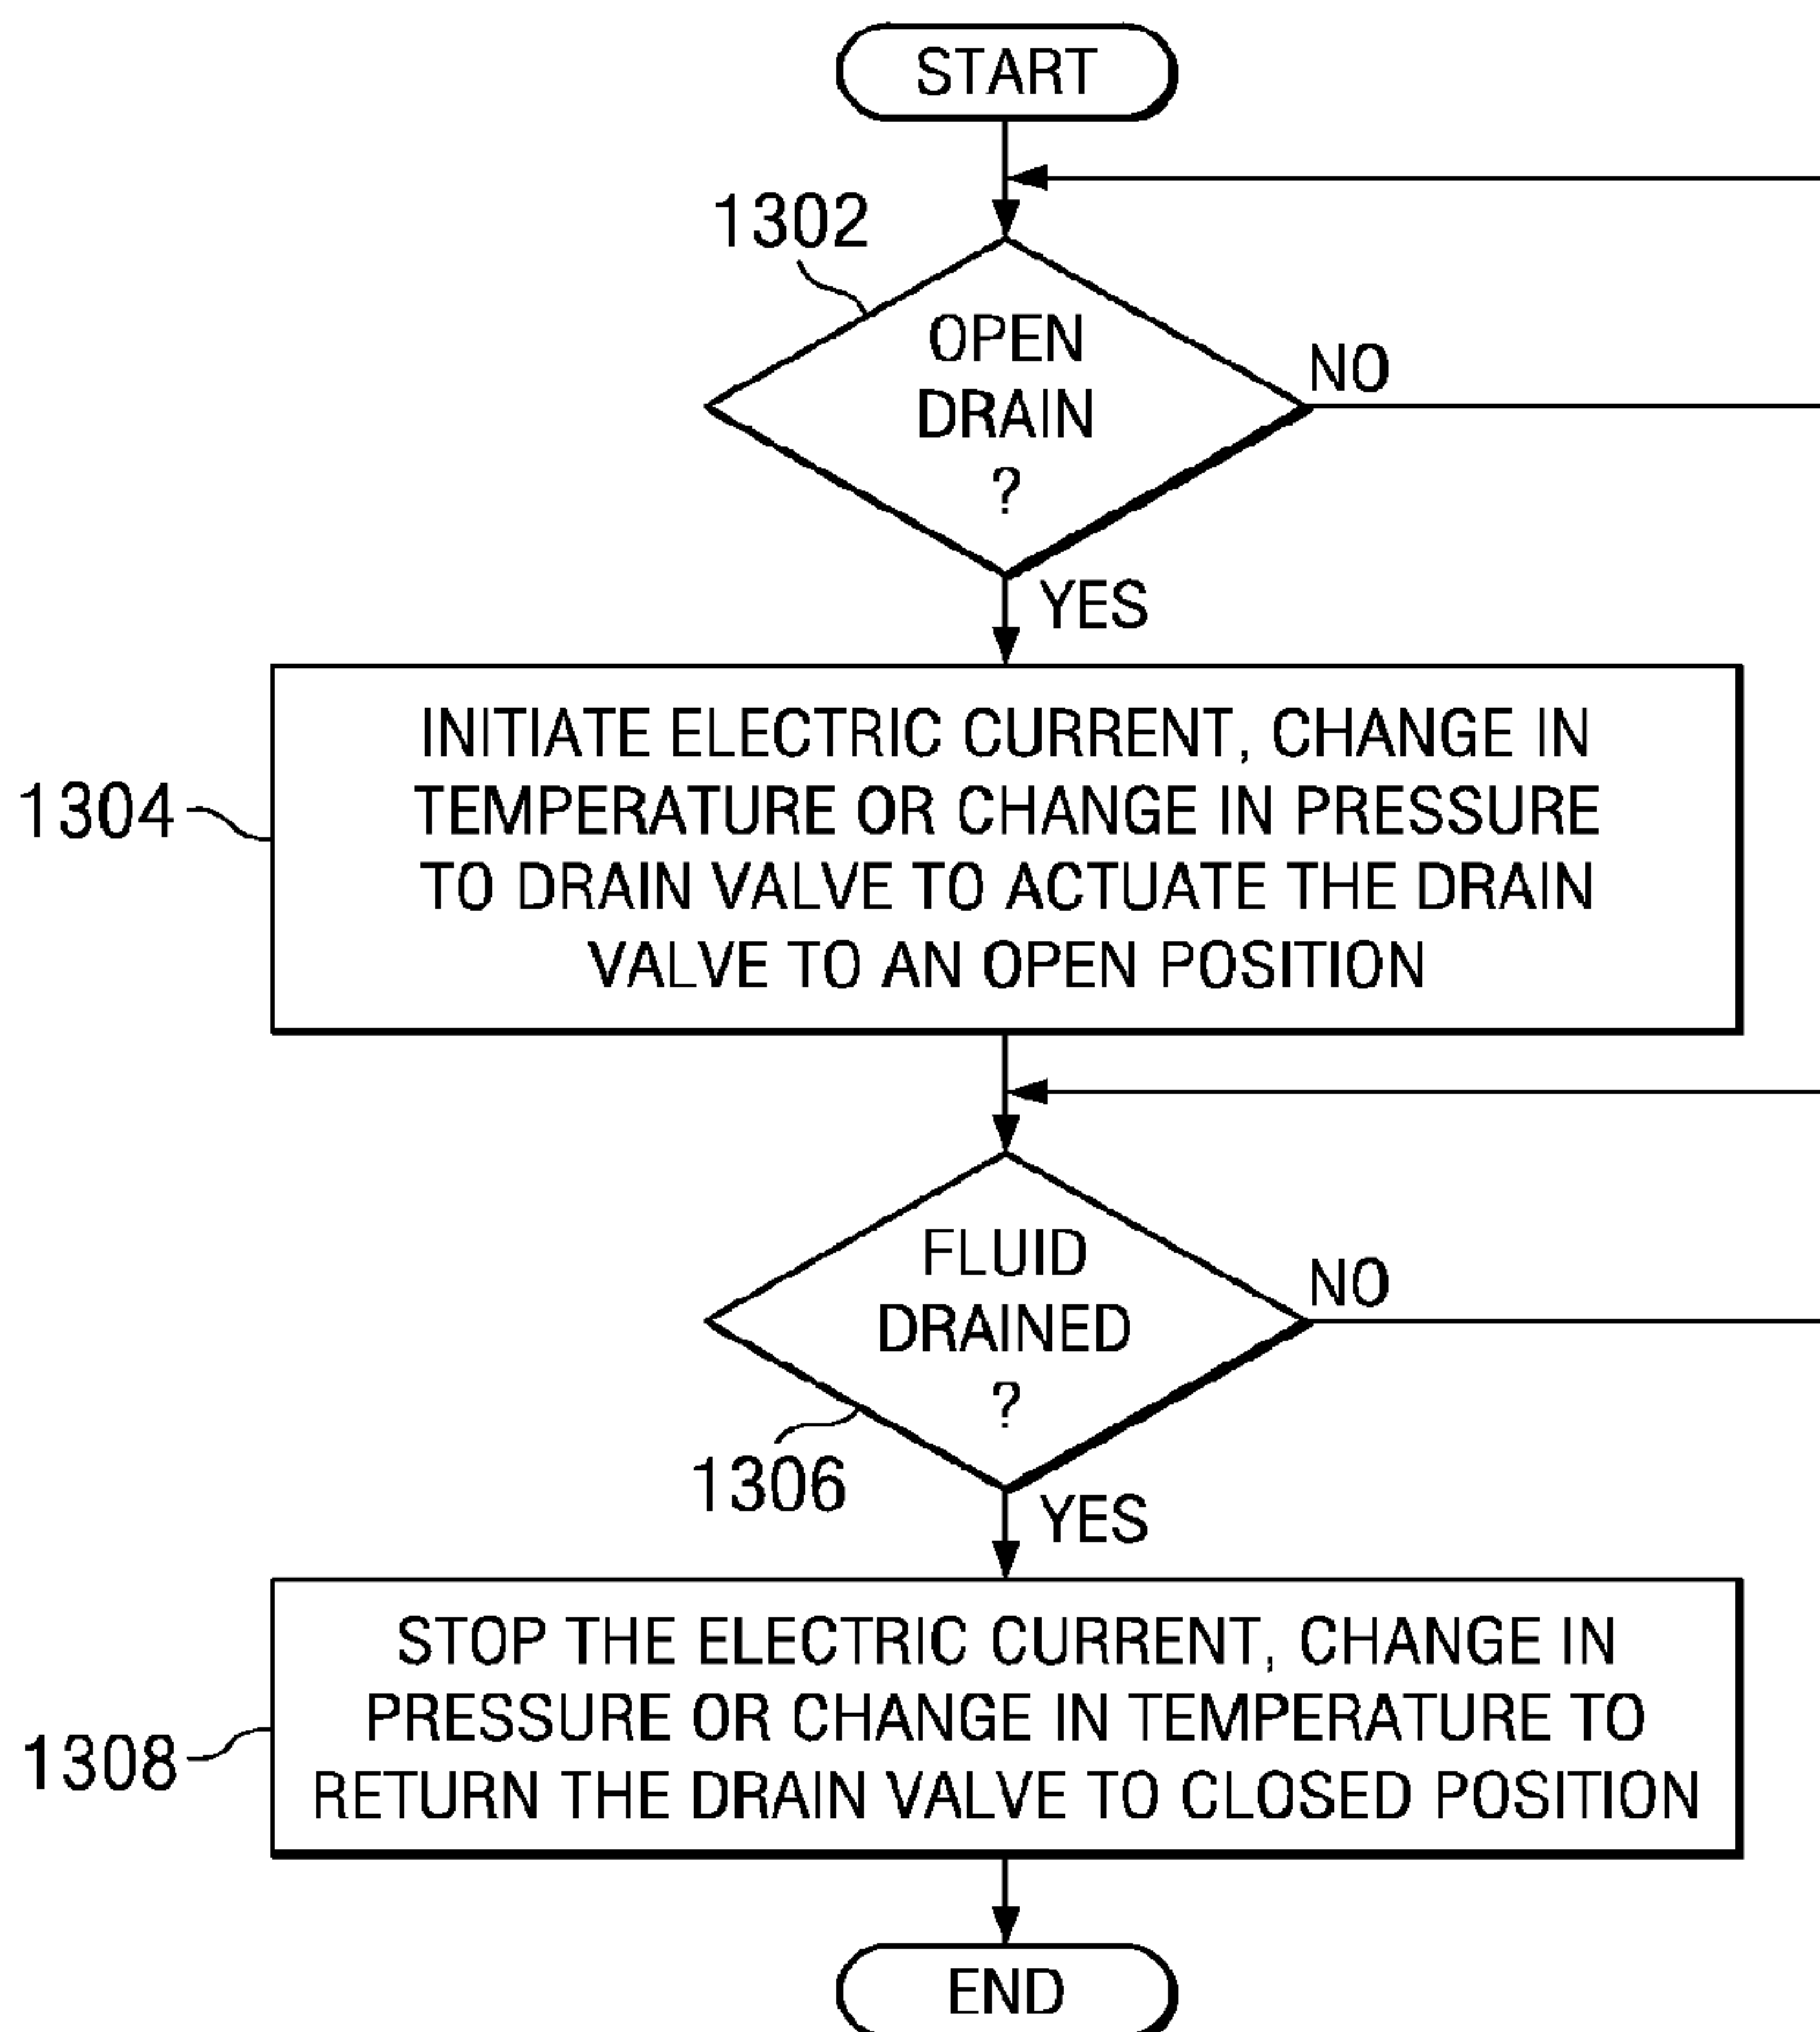 START
1302
OPEN
DRAIN
?
NO
YES
1304
INITIATE ELECTRIC CURRENT, CHANGE IN
TEMPERATURE OR CHANGE IN PRESSURE
TO DRAIN VALVE TO ACTUATE THE DRAIN
VALVE TO AN OPEN POSITION
FLUID
DRAINED
?
NO
1306
YES
1308
STOP THE ELECTRIC CURRENT, CHANGE IN
PRESSURE OR CHANGE IN TEMPERATURE TO
RETURN THE DRAIN VALVE TO CLOSED POSITION
END